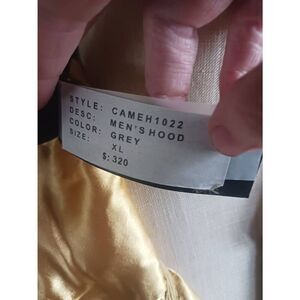 STYLE: CAMEH1022
DESC: MEN'S HOOD
COLOR: GREY
SIZE: XL
$: 320